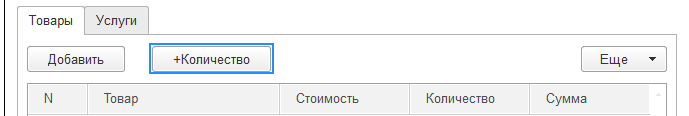 Товары Услуги
Добавить +Количество Еще
N Товар Стоимость Количество Сумма